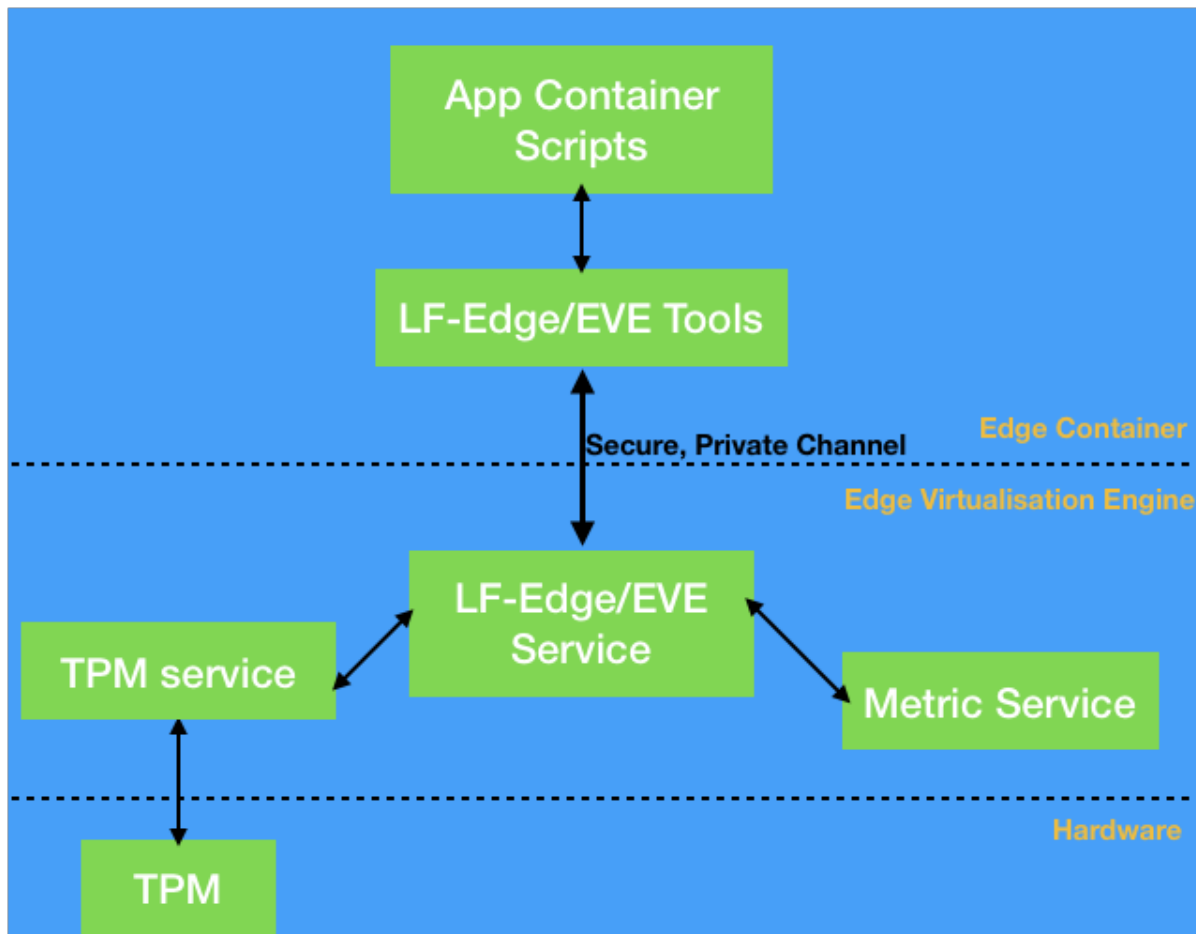 App Container
Scripts
LF-Edge/EVE Tools
Edge Container
Secure, Private Channel
Edge Virtualisation Engine
LF-Edge/EVE
Service
TPM service
Metric Service
Hardware
TPM